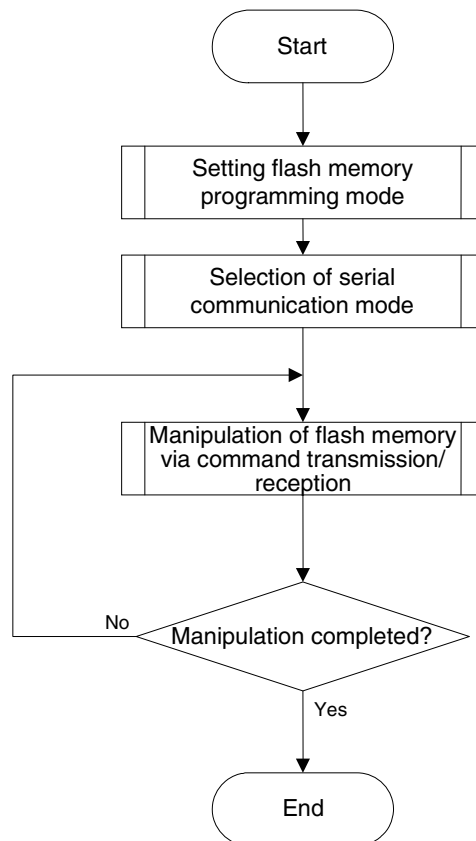 Start
Setting flash memory
programming mode
Selection of serial
communication mode
Manipulation of flash memory
via command transmission/
reception
No
Manipulation completed?
Yes
End